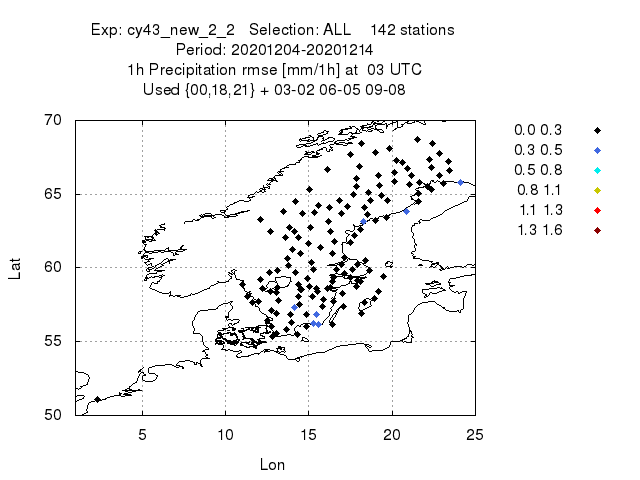 Exp: cy43_new_2_2 Selection: ALL 142 stations
Period: 20201204-20201214
1h Precipitation rmse [mm/1h] at 03 UTC
Used {00,18,21} + 03-02 06-05 09-08
70
65
60
55
50
Lat
5
10
15
20
25
Lon
0.0 0.3
0.3 0.5
0.5 0.8
0.8 1.1
1.1 1.3
1.3 1.6